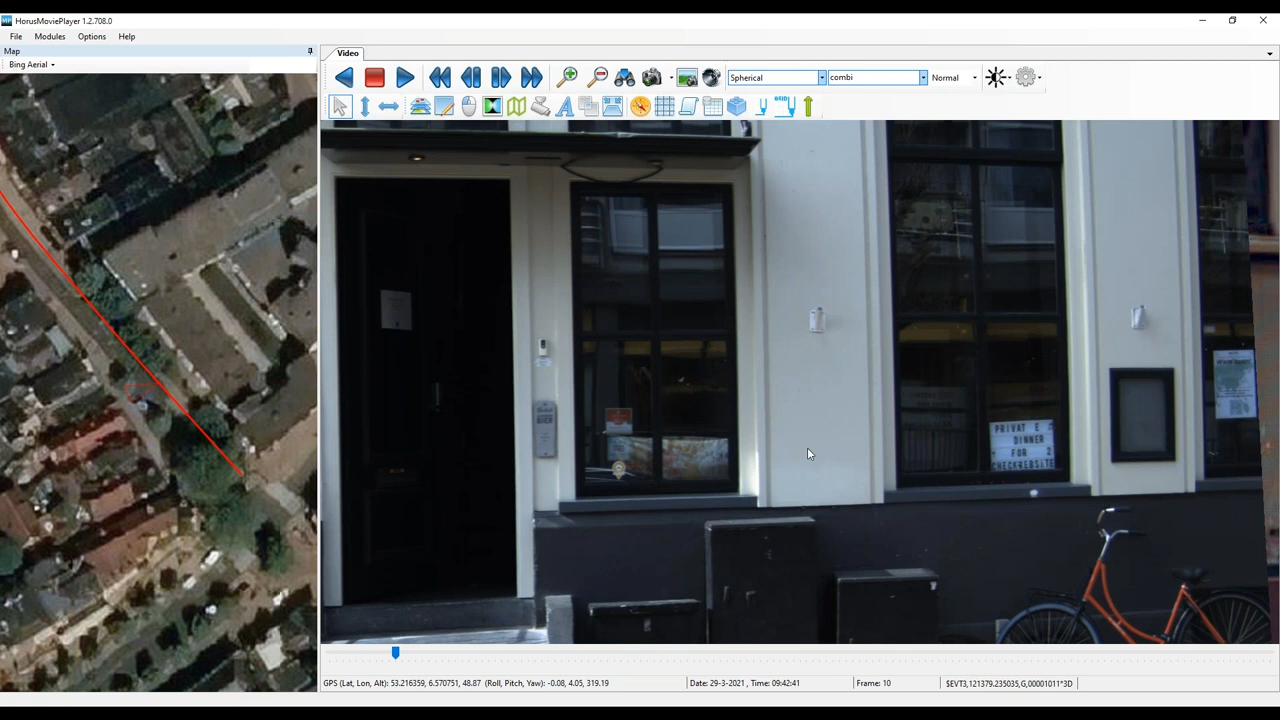 HorusMoviePlayer 1.2.708.0
File Modules Options Help
Map
Bing Aerial
Video
Spherical combi Normal
PRIVATE
DINNER
FOR 2
CHECKWEBSITE
GPS (Lat, Lon, Alt): 53.216359, 6.570751, 48.87 (Roll, Pitch, Yaw): -0.08, 4.05, 319.19
Date: 29-3-2021 , Time: 09:42:41
Frame: 10
$EVT3,121379.235035,G,00001011*3D